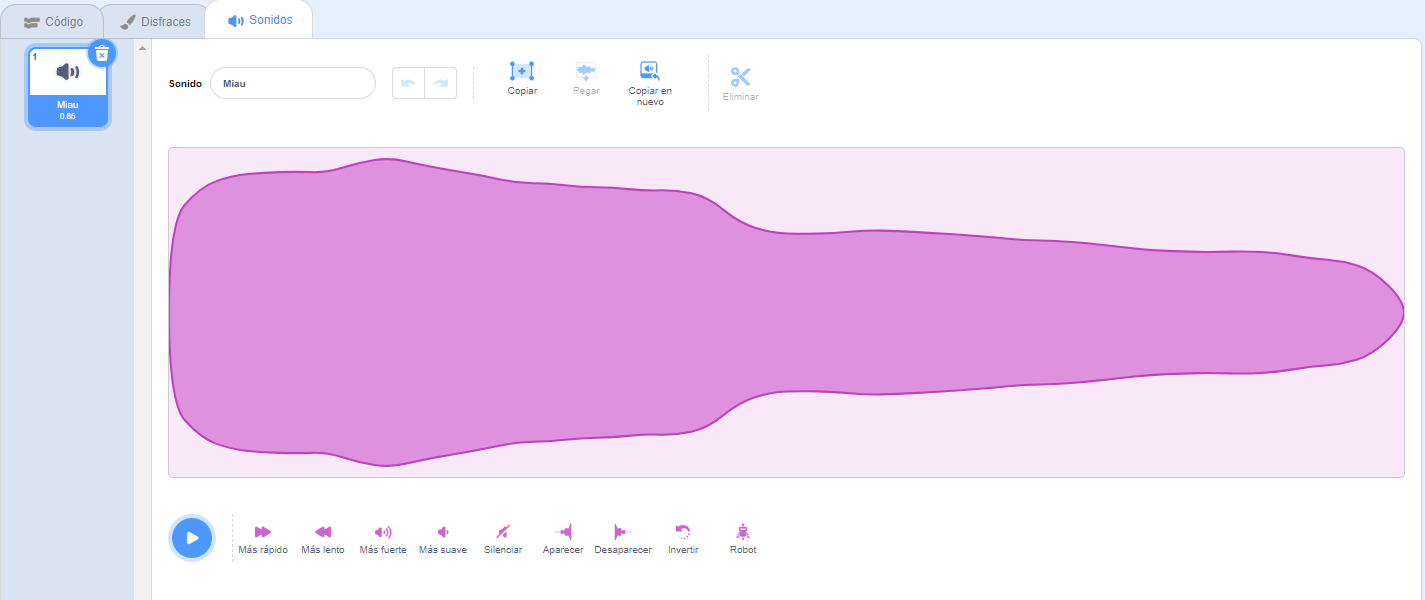 Código
Disfraces
Sonidos
1
Miau
0.85
Sonido
Miau
Copiar
Pegar
Copiar en
nuevo
Eliminar
Más rápido
Más lento
Más fuerte
Más suave
Silenciar
Aparecer
Desaparecer
Invertir
Robot